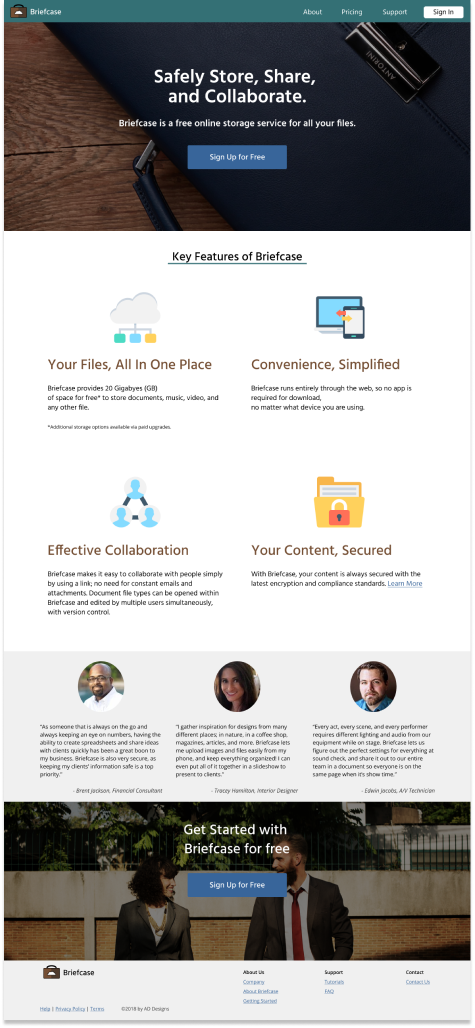 Briefcase
About Pricing Support Sign In
ANTORINI
Safely Store, Share,
and Collaborate.
Briefcase is a free online storage service for all your files.
Sign Up for Free
Key Features of Briefcase
Your Files, All In One Place
Briefcase provides 20 Gigabyes (GB)
of space for free* to store documents, music, video, and
any other file.
*Additional storage options available via paid upgrades.
Convenience, Simplified
Briefcase runs entirely through the web, so no app is
required for download,
no matter what device you are using.
Effective Collaboration
Briefcase makes it easy to collaborate with people simply
by using a link; no need for constant emails and
attachments. Document file types can be opened within
Briefcase and edited by multiple users simultaneously,
with version control.
Your Content, Secured
With Briefcase, your content is always secured with the
latest encryption and compliance standards. Learn More
"As someone that is always on the go and
always keeping an eye on numbers, having the
ability to create spreadsheets and share ideas
with clients quickly has been a great boon to
my business. Briefcase is also very secure, as
keeping my clients' information safe is a top
priority."
- Brent Jackson, Financial Consultant
"I gather inspiration for designs from many
different places; in nature, in a coffee shop,
magazines, articles, and more. Briefcase lets
me upload images and files easily from my
phone, and keep everything organized! I can
even put all of it together in a slideshow to
present to clients."
- Tracey Hamilton, Interior Designer
"Every act, every scene, and every performer
requires different lighting and audio from our
equipment while on stage. Briefcase lets us
figure out the perfect settings for everything at
sound check, and share it out to our entire
team in a document so everyone is on the
same page when it's show time."
- Edwin Jacobs, A/V Technician
Get Started with
Briefcase for free
Sign Up for Free
Briefcase
Help | Privacy Policy | Terms ©2018 by AD Designs
About Us
Company
About Briefcase
Getting Started
Support
Tutorials
FAQ
Contact
Contact Us